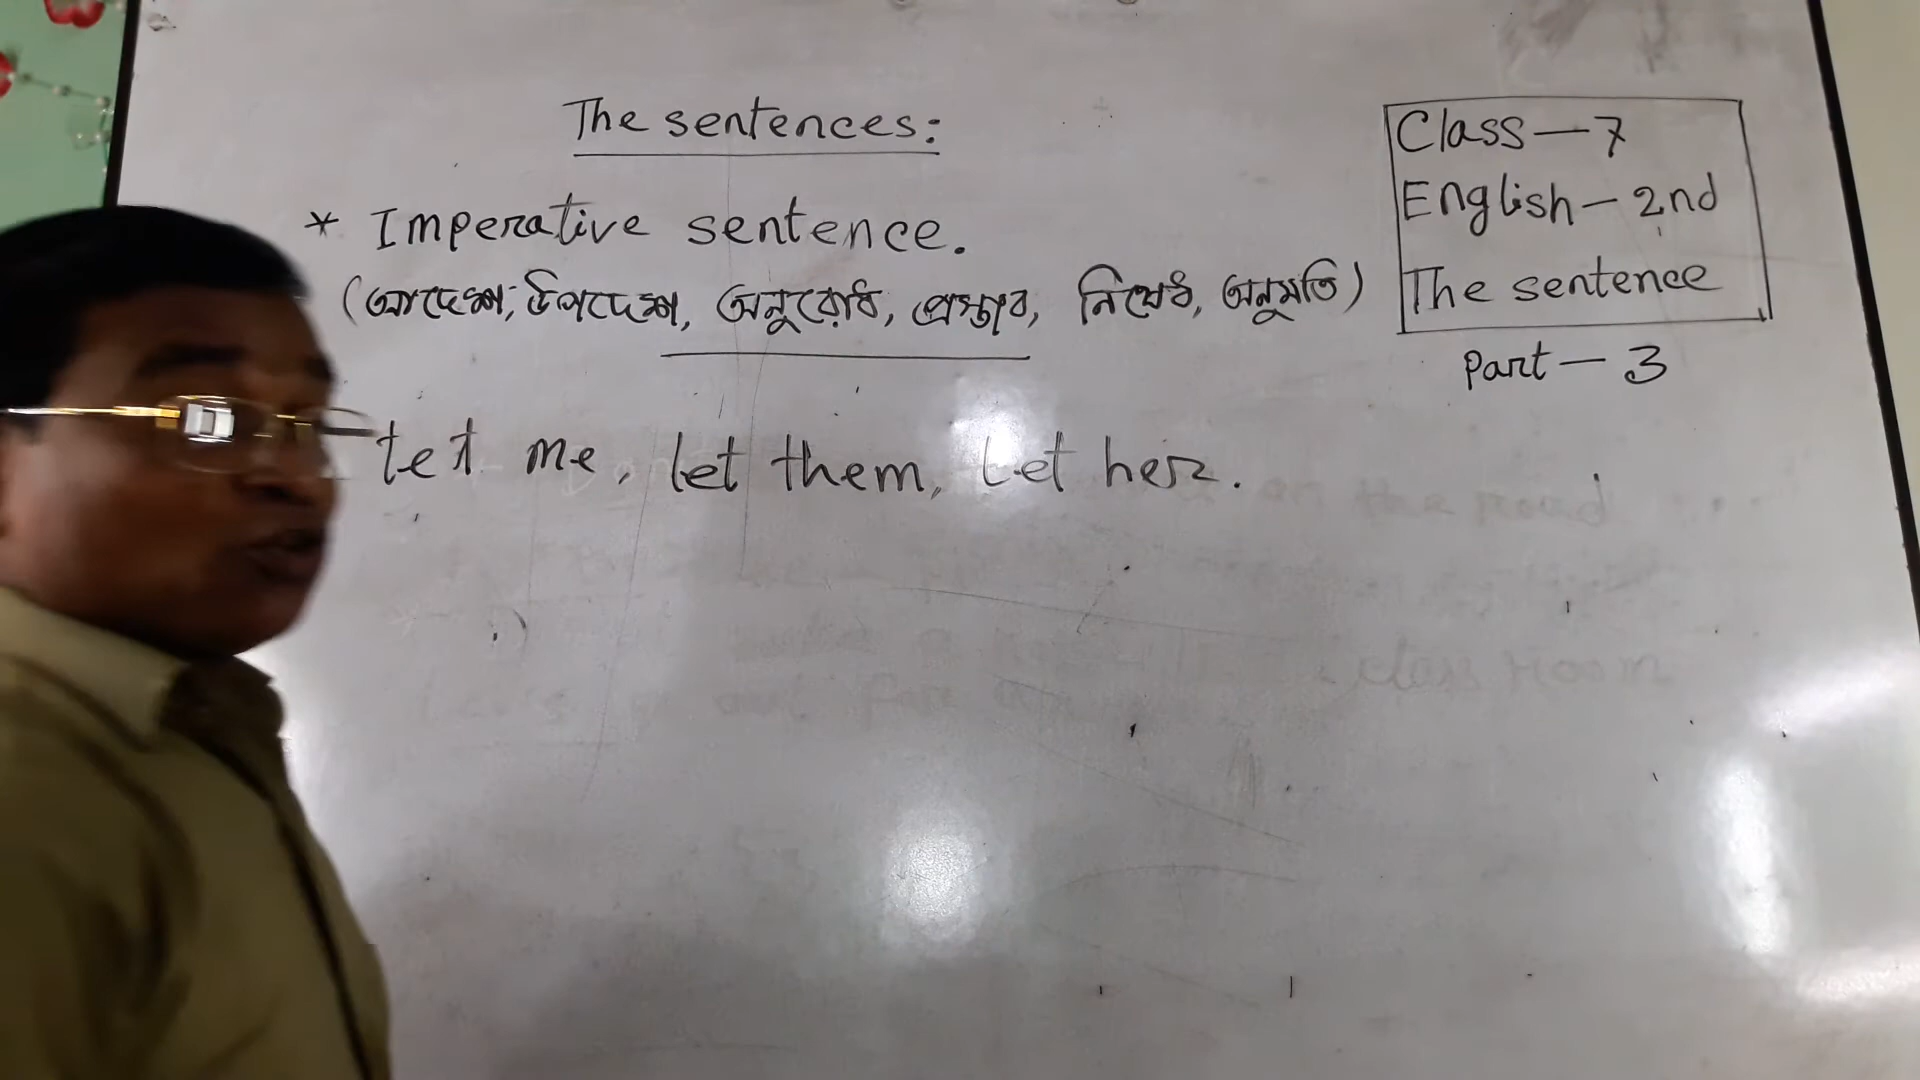 The sentences:
* Imperative sentence.
(আদেশ, উপদেশ, অনুরোধ, প্রস্তাব, নিষেধ, অনুমতি)
Let me, let them, Let her.
Class - 7
English - 2nd
The sentence
Part - 3